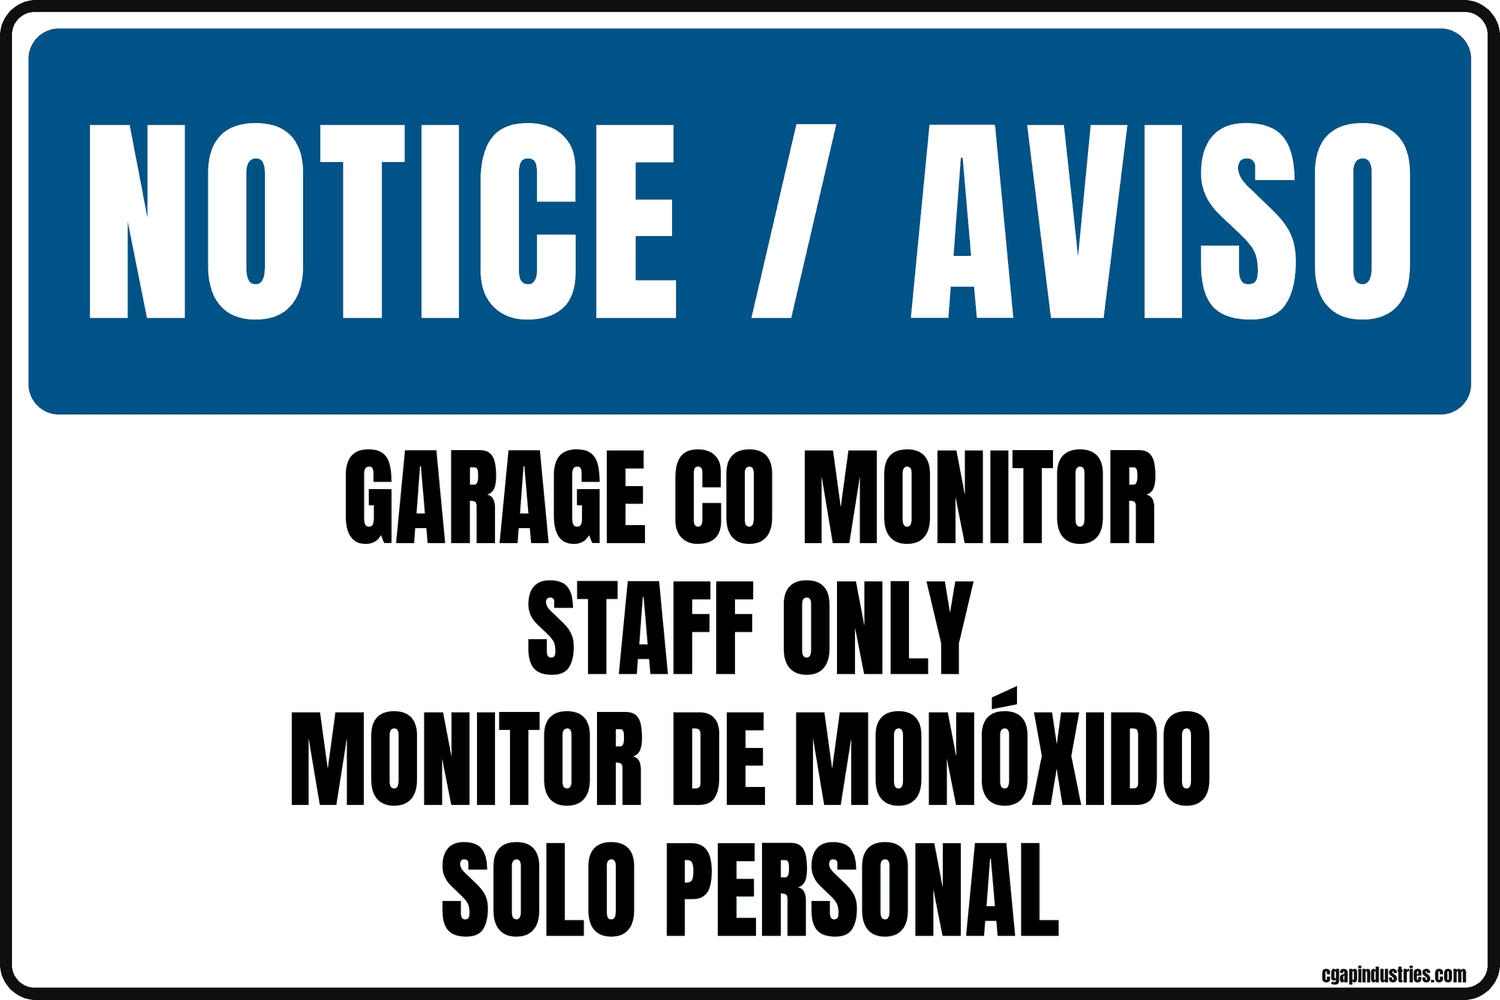 NOTICE / AVISO
GARAGE CO MONITOR
STAFF ONLY
MONITOR DE MONÓXIDO
SOLO PERSONAL
cgapindustries.com